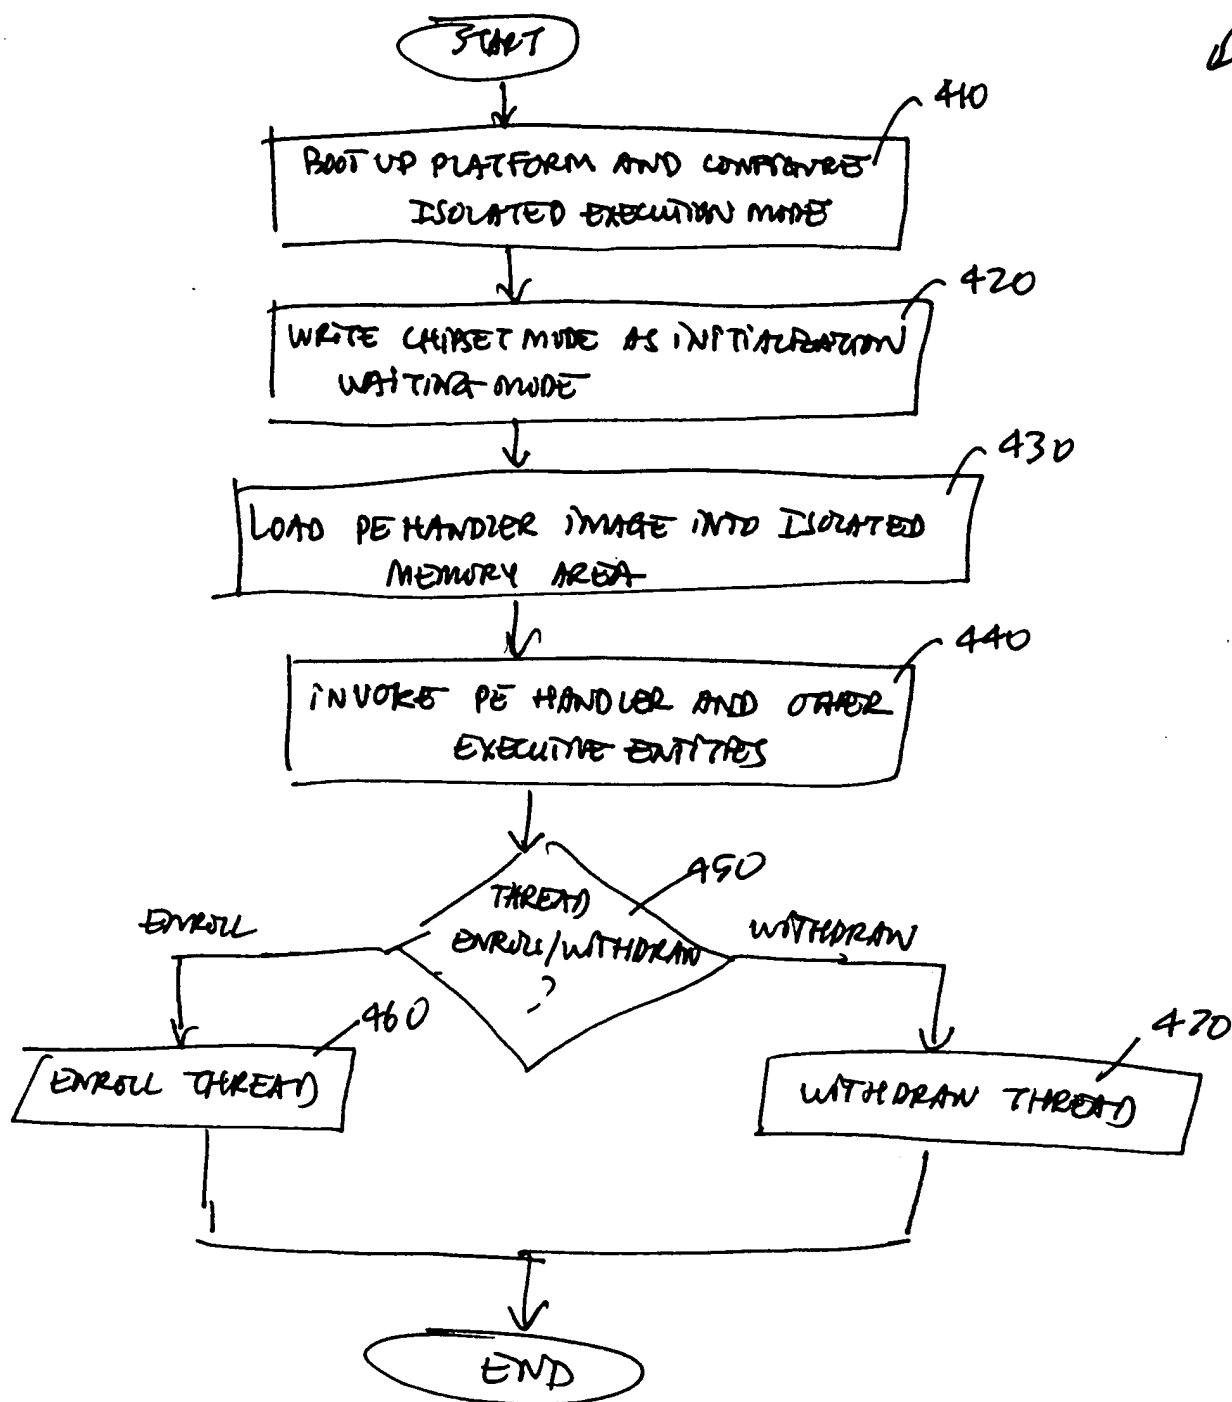 START
410
BOOT UP PLATFORM AND CONFIGURE
ISOLATED EXECUTION MODE
420
WRITE CHIPSET MODE AS INITIALIZATION
WAITING MODE
430
LOAD PE HANDLER IMAGE INTO ISOLATED
MEMORY AREA
440
INVOKE PE HANDLER AND OTHER
EXECUTIVE ENTITIES
450
THREAD
ENROLL/WITHDRAW
?
ENROLL
WITHDRAW
460
ENROLL THREAD
470
WITHDRAW THREAD
END